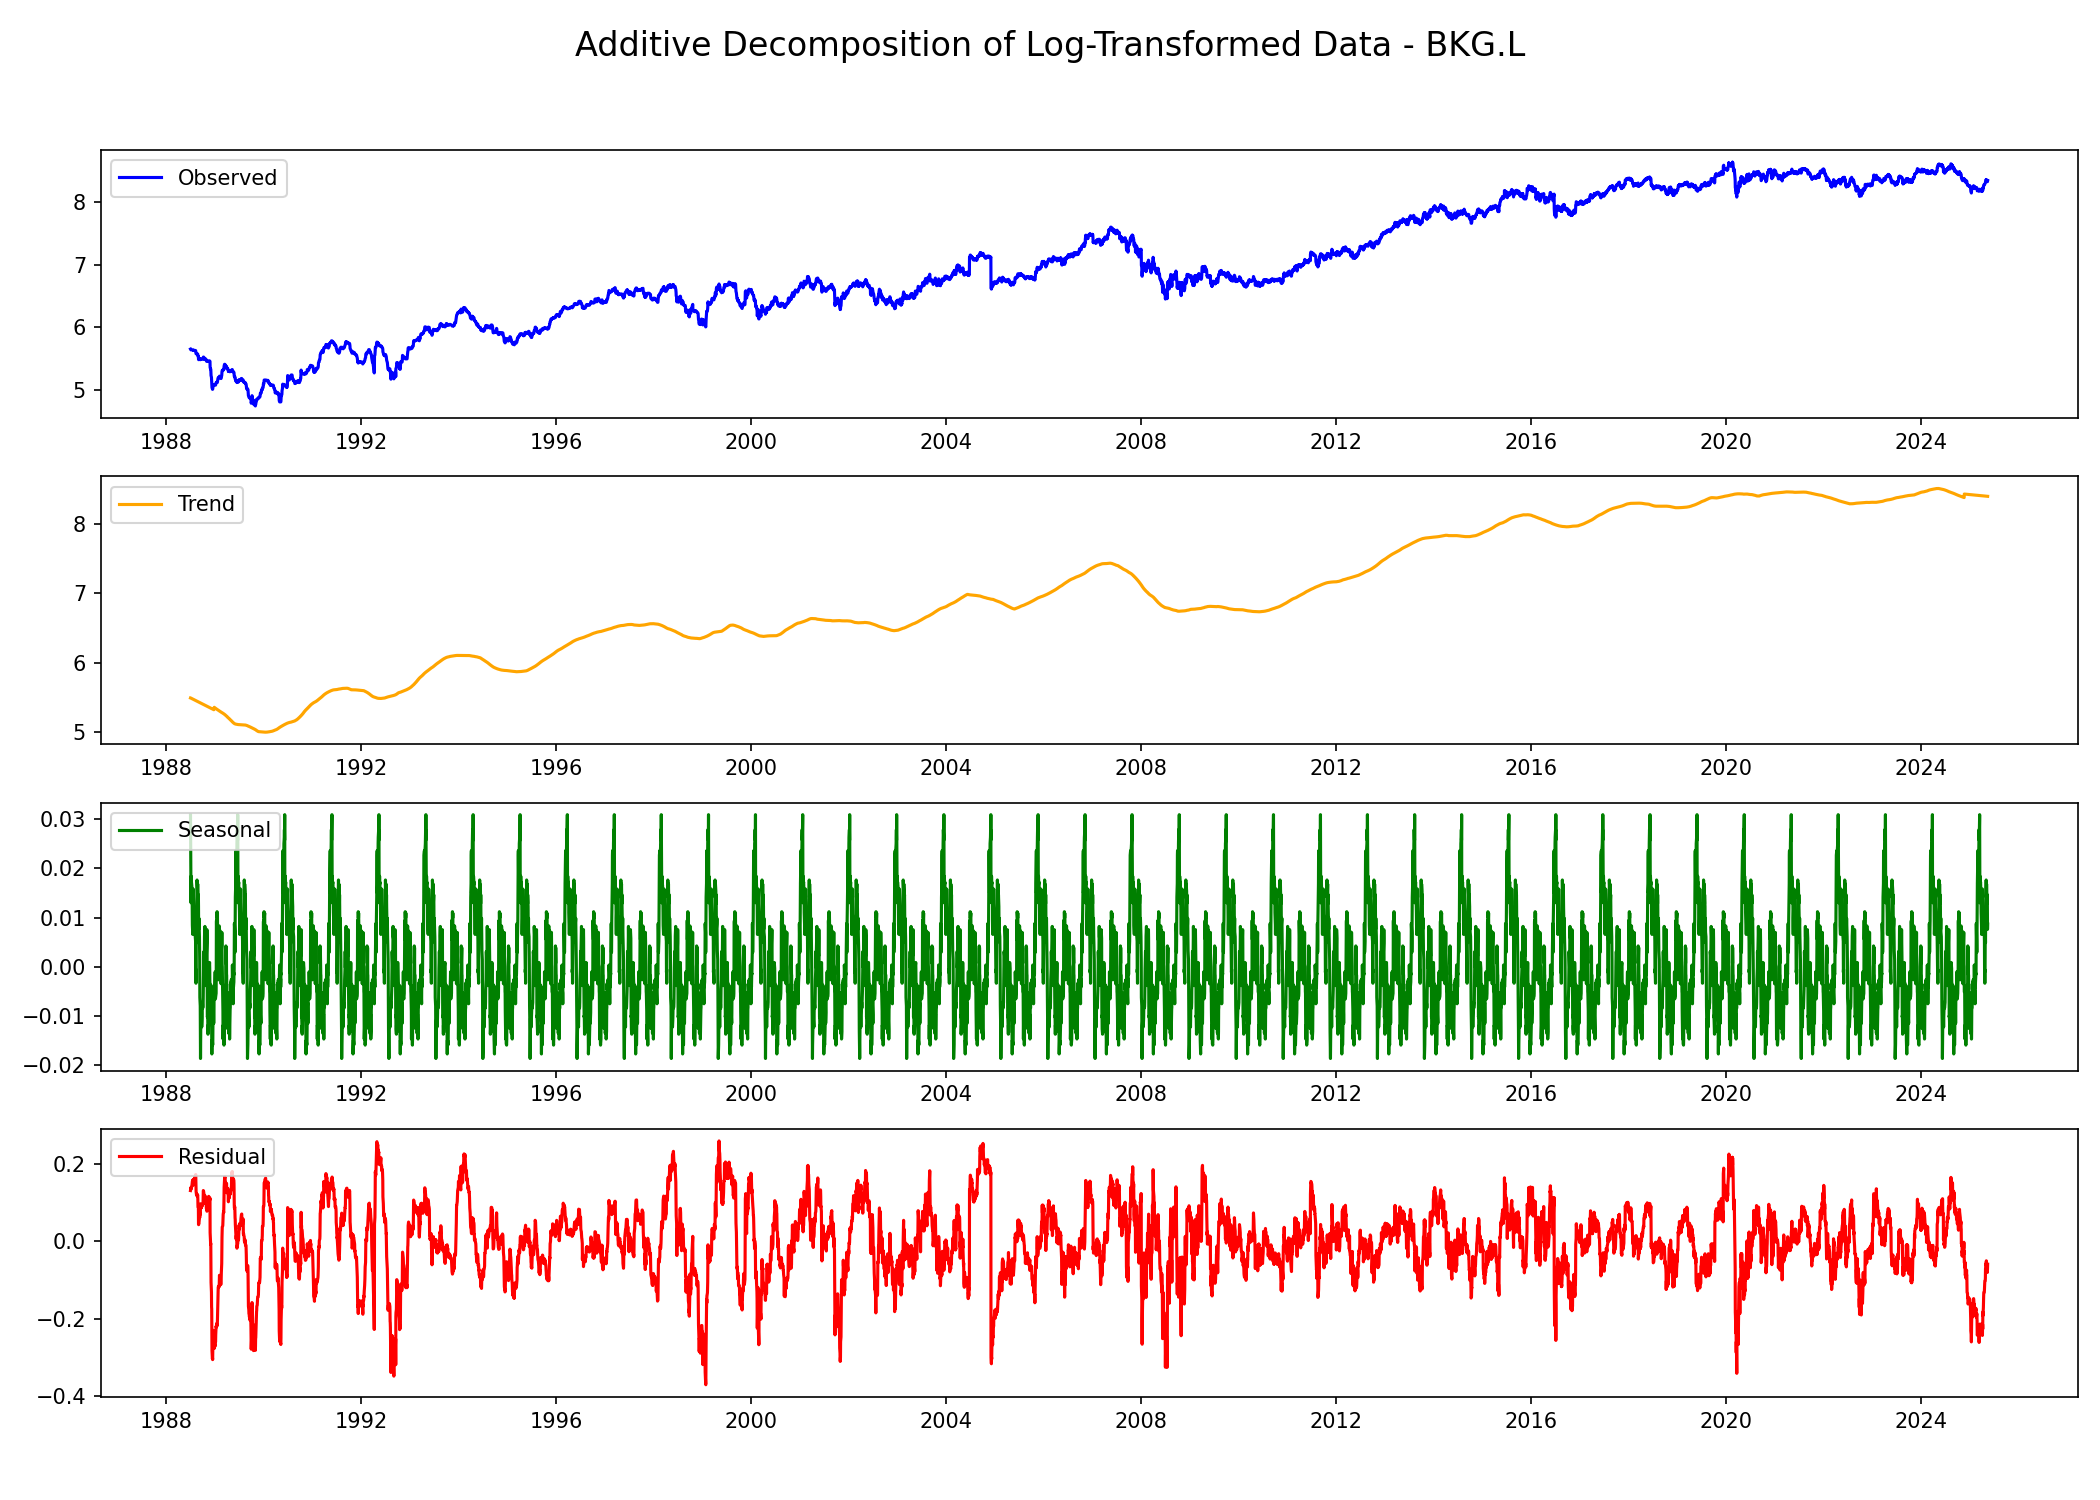 Additive Decomposition of Log-Transformed Data - BKG.L
Observed
8
7
6
5
1988 1992 1996 2000 2004 2008 2012 2016 2020 2024
Trend
8
7
6
5
1988 1992 1996 2000 2004 2008 2012 2016 2020 2024
0.03
Seasonal
0.02
0.01
0.00
−0.01
−0.02
1988 1992 1996 2000 2004 2008 2012 2016 2020 2024
Residual
0.2
0.0
−0.2
−0.4
1988 1992 1996 2000 2004 2008 2012 2016 2020 2024